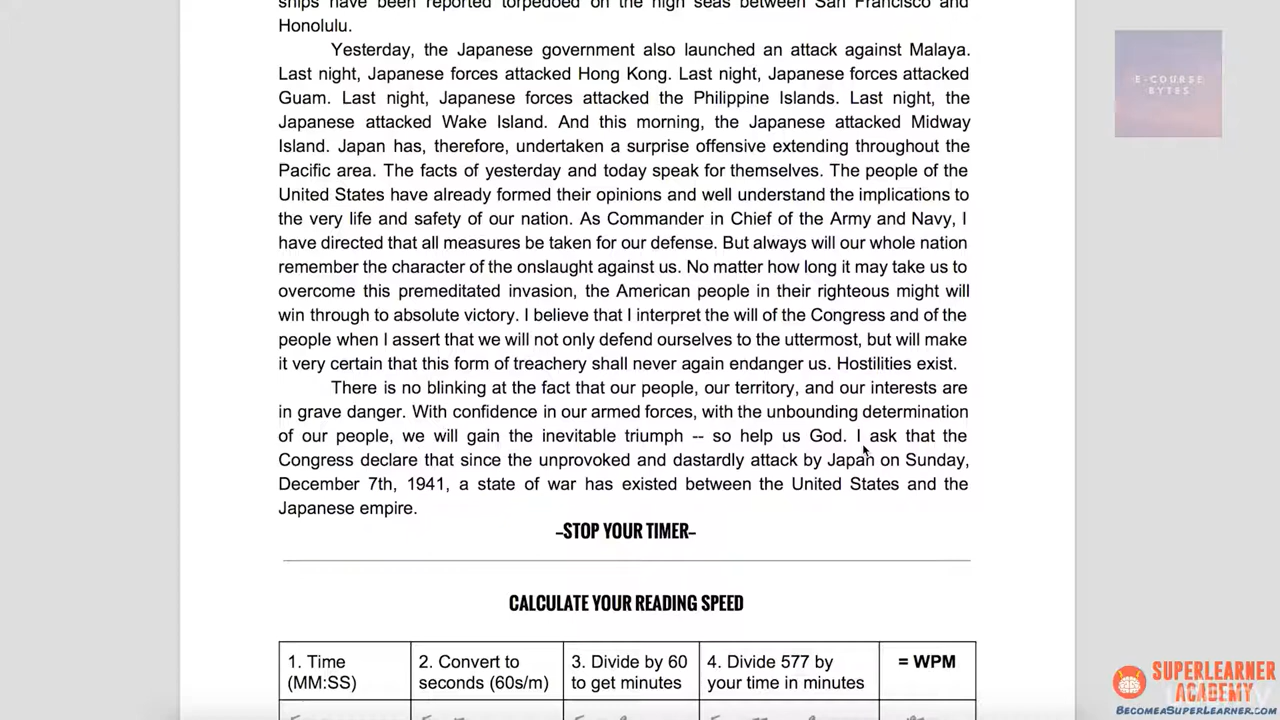 ships have been reported torpedoed on the high seas between San Francisco and
Honolulu.
Yesterday, the Japanese government also launched an attack against Malaya.
Last night, Japanese forces attacked Hong Kong. Last night, Japanese forces attacked
Guam. Last night, Japanese forces attacked the Philippine Islands. Last night, the
Japanese attacked Wake Island. And this morning, the Japanese attacked Midway
Island. Japan has, therefore, undertaken a surprise offensive extending throughout the
Pacific area. The facts of yesterday and today speak for themselves. The people of the
United States have already formed their opinions and well understand the implications to
the very life and safety of our nation. As Commander in Chief of the Army and Navy, I
have directed that all measures be taken for our defense. But always will our whole nation
remember the character of the onslaught against us. No matter how long it may take us to
overcome this premeditated invasion, the American people in their righteous might will
win through to absolute victory. I believe that I interpret the will of the Congress and of the
people when I assert that we will not only defend ourselves to the uttermost, but will make
it very certain that this form of treachery shall never again endanger us. Hostilities exist.
There is no blinking at the fact that our people, our territory, and our interests are
in grave danger. With confidence in our armed forces, with the unbounding determination
of our people, we will gain the inevitable triumph -- so help us God. I ask that the
Congress declare that since the unprovoked and dastardly attack by Japan on Sunday,
December 7th, 1941, a state of war has existed between the United States and the
Japanese empire.
–STOP YOUR TIMER–
CALCULATE YOUR READING SPEED
1. Time (MM:SS)
2. Convert to seconds (60s/m)
3. Divide by 60 to get minutes
4. Divide 577 by your time in minutes
= WPM
E-COURSE
BYTES
SUPERLEARNER
ACADEMY
BECOMEASUPERLEARNER.COM